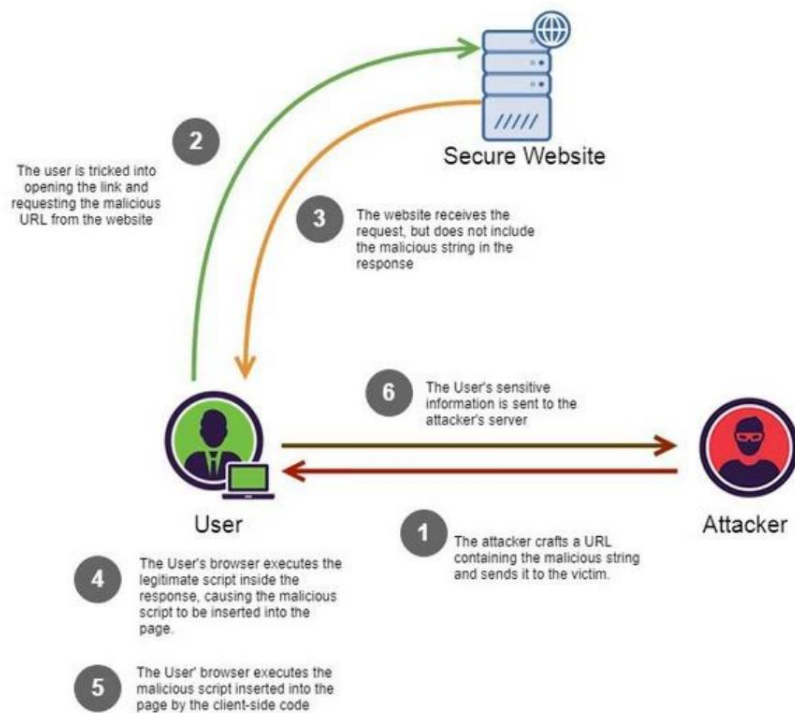 Secure Website
2
The user is tricked into
opening the link and
requesting the malicious
URL from the website
3
The website receives the
request, but does not include
the malicious string in the
response
6
The User's sensitive
information is sent to the
attacker's server
User
Attacker
1
The attacker crafts a URL
containing the malicious string
and sends it to the victim.
4
The User's browser executes the
legitimate script inside the
response, causing the malicious
script to be inserted into the
page.
5
The User' browser executes the
malicious script inserted into the
page by the client-side code